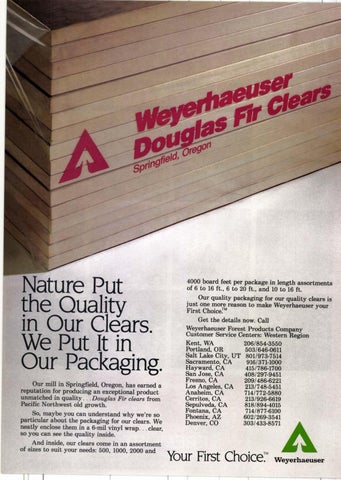 Weyerhaeuser
Douglas Fir Clears
Springfield, Oregon
Nature Put
the Quality
in Our Clears.
We Put It in
Our Packaging.
Our mill in Springfield, Oregon, has earned a
reputation for producing an exceptional product
unmatched in quality . . . Douglas Fir clears from
Pacific Northwest old growth.
So, maybe you can understand why we're so
particular about the packaging for our clears. We
neatly enclose them in a 6-mil vinyl wrap. . . clear,
so you can see the quality inside.
And inside, our clears come in an assortment
of sizes to suit your needs: 500, 1000, 2000 and
4000 board feet per package in length assortments
of 6 to 16 ft., 6 to 20 ft., and 10 to 16 ft.
Our quality packaging for our quality clears is
just one more reason to make Weyerhaeuser your
First Choice.™
Get the details now. Call
Weyerhaeuser Forest Products Company
Customer Service Centers: Western Region
Kent, WA 206/854-3550
Portland, OR 503/646-0611
Salt Lake City, UT 801/973-7514
Sacramento, CA 916/371-1000
Hayward, CA 415/786-1700
San Jose, CA 408/297-9451
Fresno, CA 209/486-6221
Los Angeles, CA 213/748-5451
Anaheim, CA 714/772-5880
Cerritos, CA 213/926-6619
Sepulveda, CA 818/894-4015
Fontana, CA 714/877-6100
Phoenix, AZ 602/269-3541
Denver, CO 303/433-8571
Your First Choice.™
Weyerhaeuser